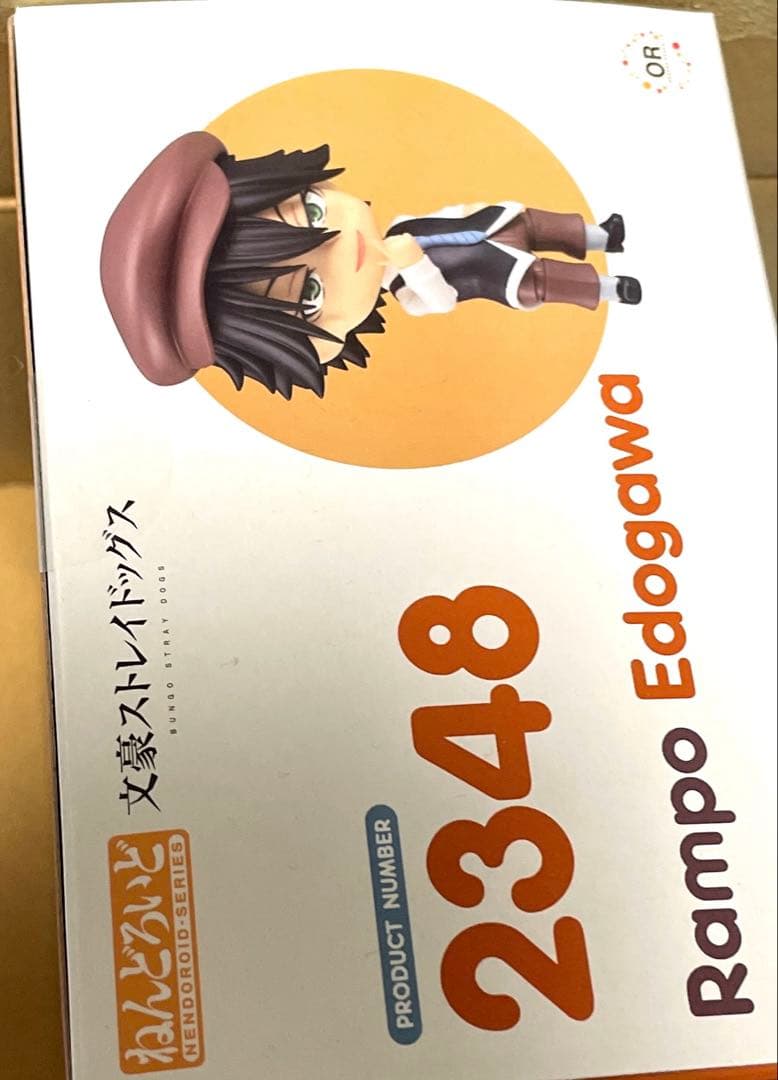 ねんどろいど
NENDOROID·SERIES
文豪ストレイドッグス
BUNGO STRAY DOGS
PRODUCT NUMBER
2348
Rampo Edogawa
OR